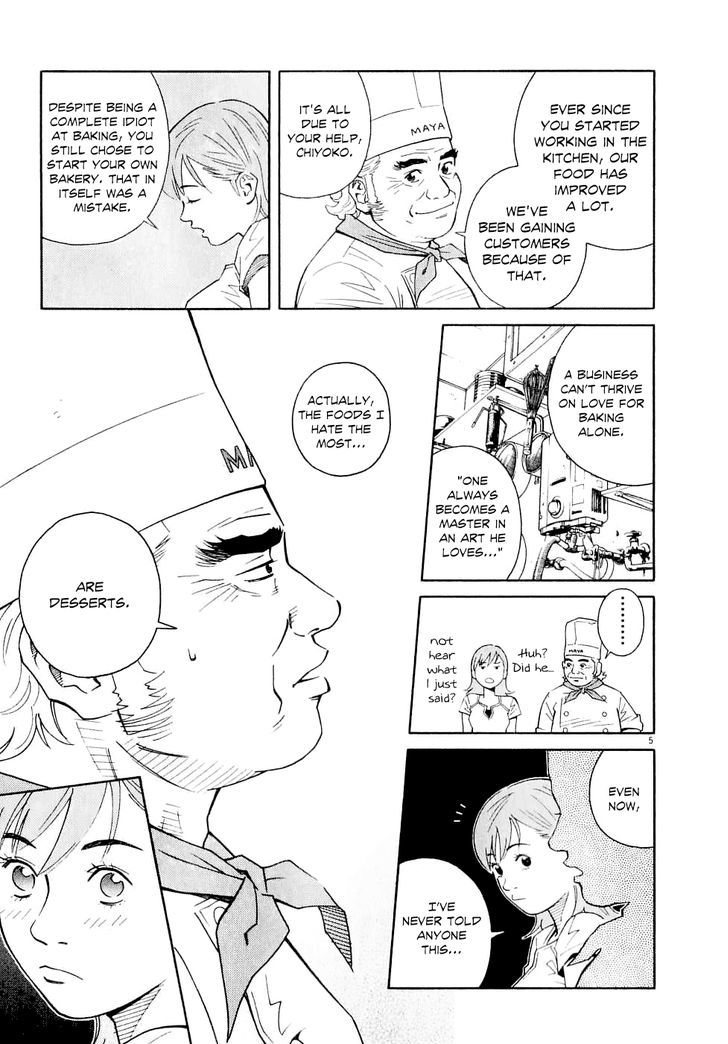 EVER SINCE
YOU STARTED
WORKING IN THE
KITCHEN, OUR
FOOD HAS
IMPROVED
A LOT.
WE'VE
BEEN GAINING
CUSTOMERS
BECAUSE OF
THAT.
MAYA
IT'S ALL
DUE TO
YOUR HELP,
CHIYOKO.
DESPITE BEING A
COMPLETE IDIOT
AT BAKING, YOU
STILL CHOSE TO
START YOUR OWN
BAKERY. THAT IN
ITSELF WAS A
MISTAKE.
A BUSINESS
CAN'T THRIVE
ON LOVE FOR
BAKING
ALONE.
"ONE
ALWAYS
BECOMES A
MASTER IN
AN ART HE
LOVES..."
........
MAYA
Huh?
Did he...
not
hear
what
I just
said?
5
EVEN
NOW,
I'VE
NEVER TOLD
ANYONE
THIS...
ACTUALLY,
THE FOODS I
HATE THE
MOST...
MA
ARE
DESSERTS.